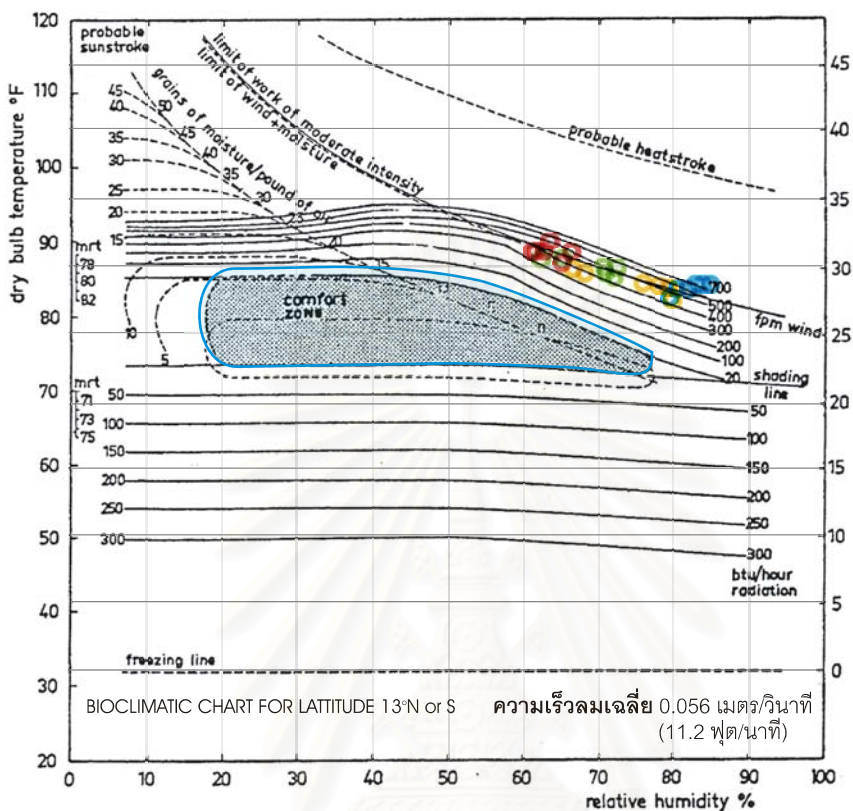 120
probable
sunstroke
limit of work of moderate intensity
limit of wind + moisture
grains of moisture/pound of air
probable heatstroke
dry bulb temperature °F
45
110
50
45
40
45
40
40
35
35
30
100
35
25
30
20
23
90
15
20
15
30
mrt
78
80
82
700
500
400
fpm wind
300
200
100
20
shading
line
comfort
ZONE
80
25
11
10
5
70
mrt
71
73
75
50
20
50
100
100
60
150
150
15
200
200
250
250
10
50
300
300
btu/hour
radiation
40
5
freezing line
0
30
BIOCLIMATIC CHART FOR LATTITUDE 13°N or S
ความเร็วลมเฉลี่ย 0.056 เมตร/วินาที
(11.2 ฟุต/นาที)
20
0 10 20 30 40 50 60 70 80 90 100
relative humidity %